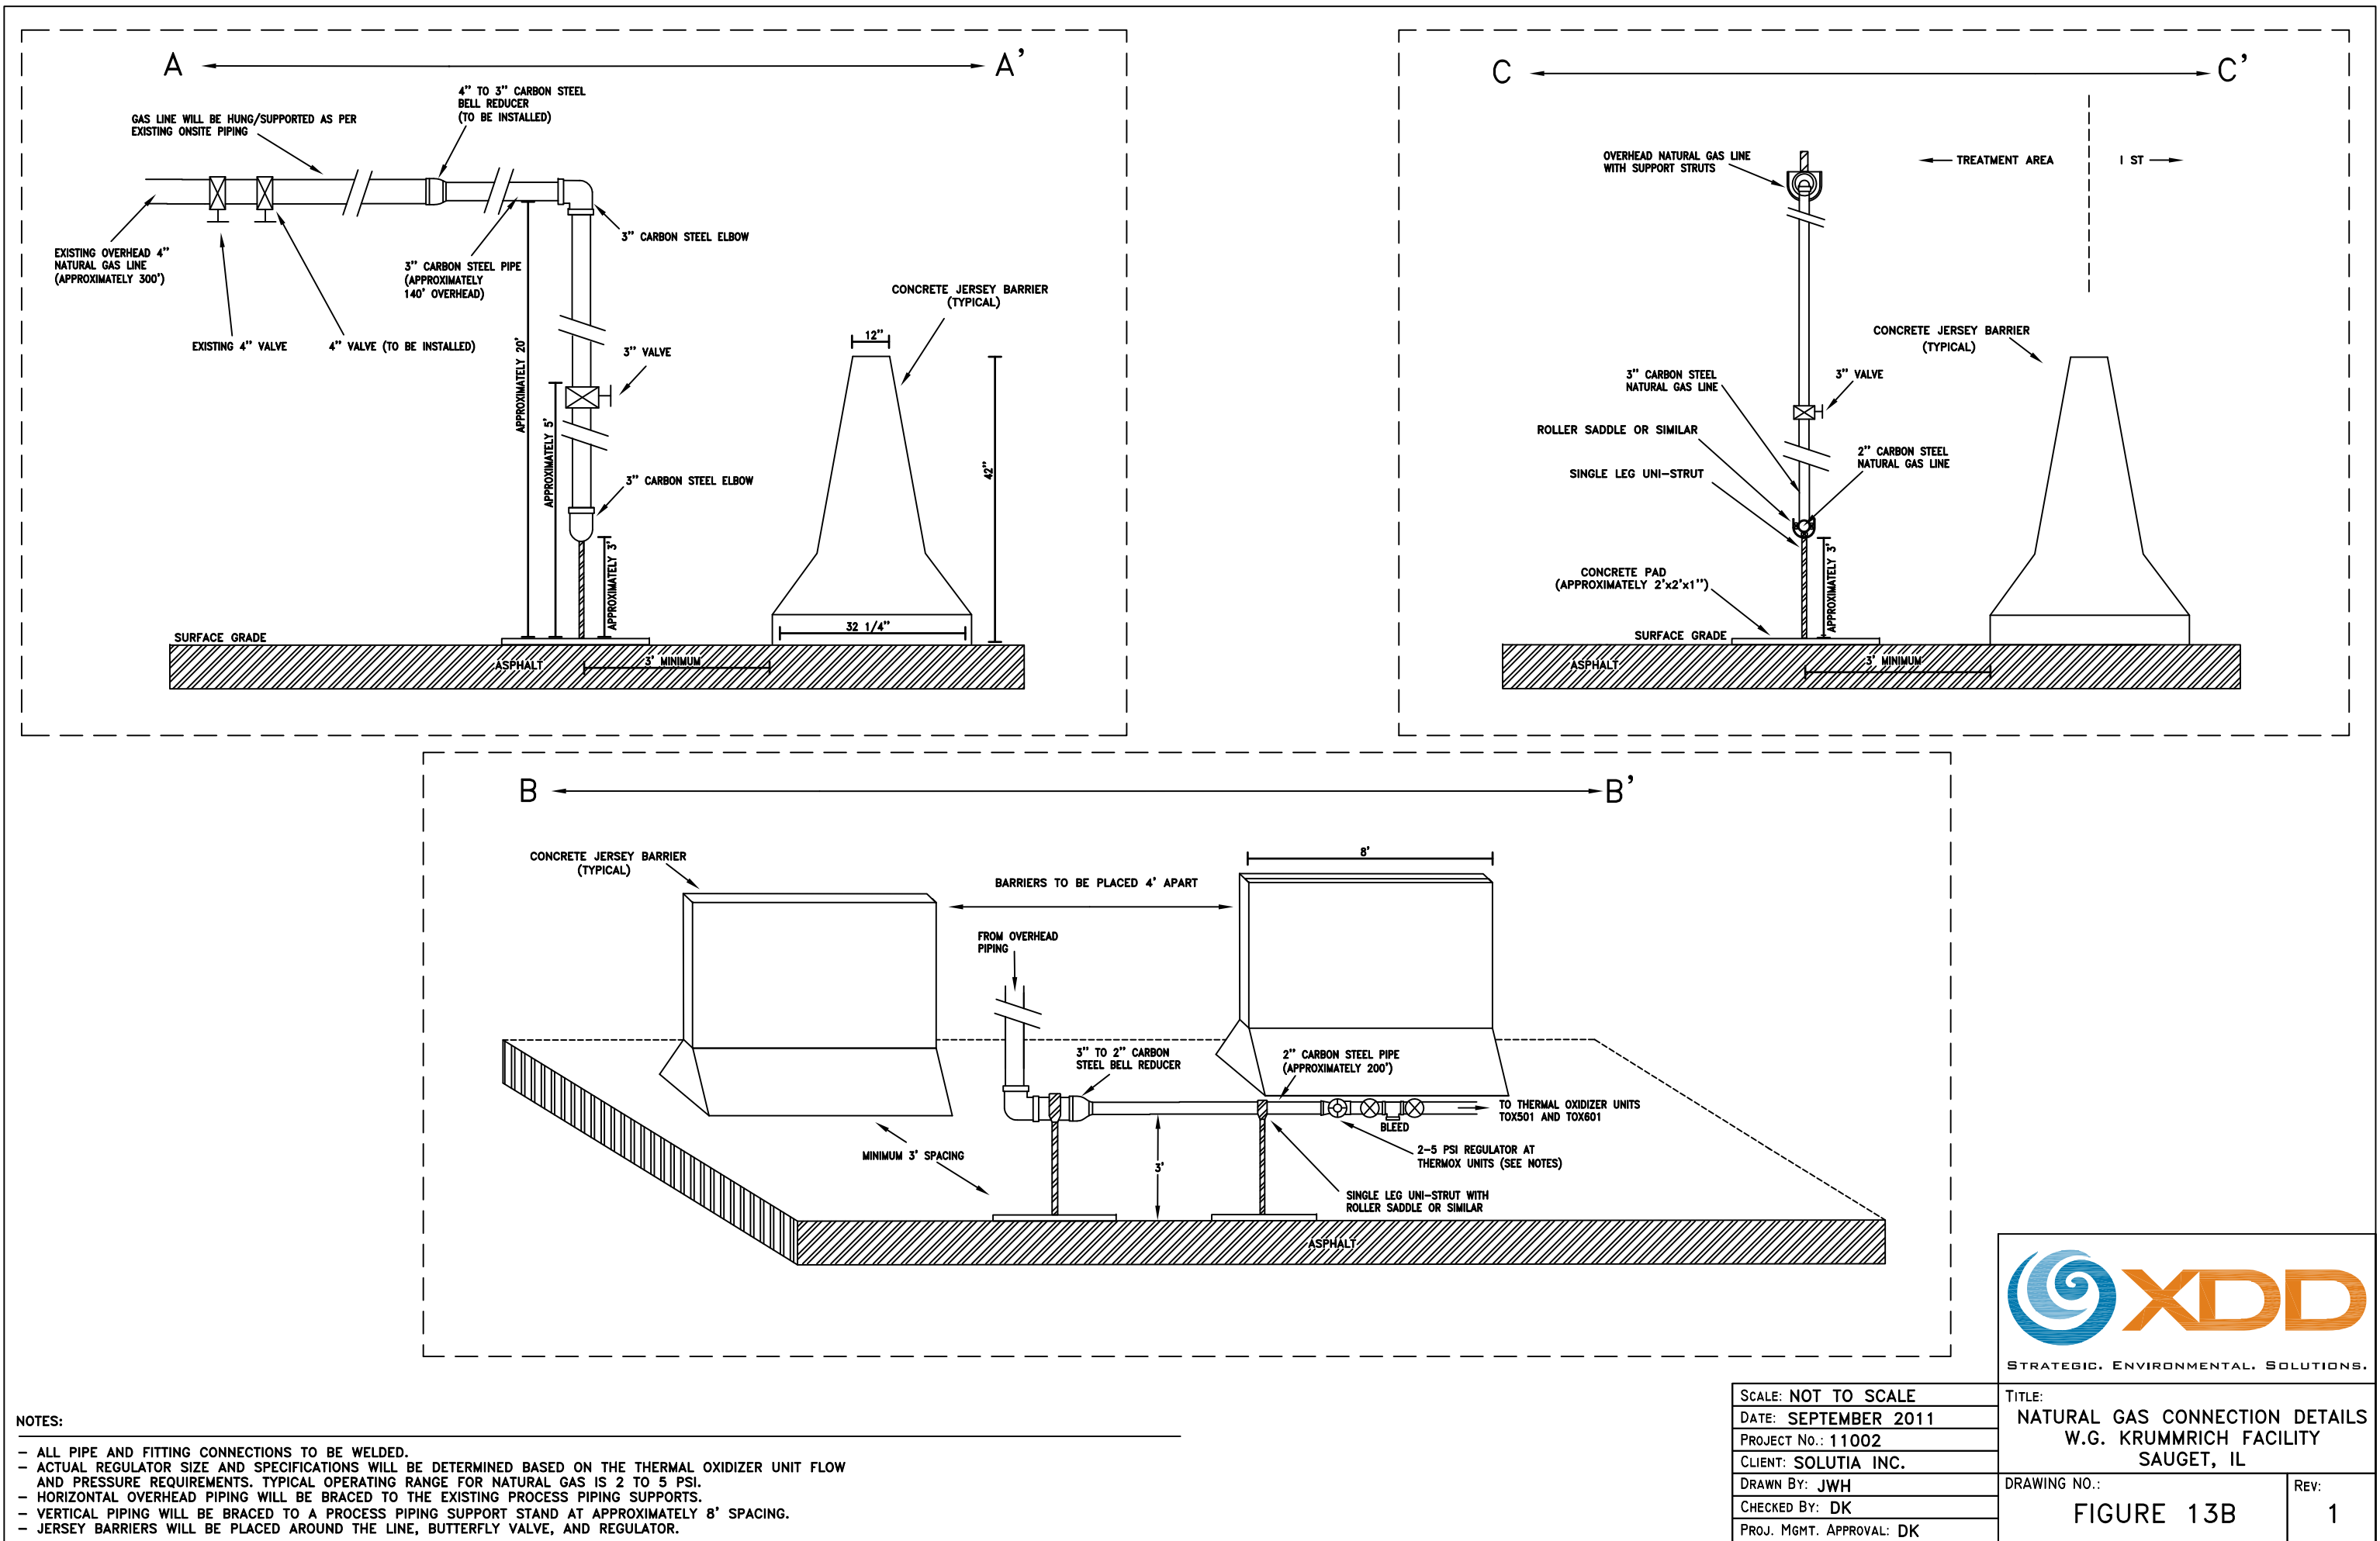 A
A'
4" TO 3" CARBON STEEL
BELL REDUCER
(TO BE INSTALLED)
GAS LINE WILL BE HUNG/SUPPORTED AS PER
EXISTING ONSITE PIPING
3" CARBON STEEL ELBOW
EXISTING OVERHEAD 4"
NATURAL GAS LINE
(APPROXIMATELY 300')
3" CARBON STEEL PIPE
(APPROXIMATELY
140' OVERHEAD)
CONCRETE JERSEY BARRIER
(TYPICAL)
EXISTING 4" VALVE
4" VALVE (TO BE INSTALLED)
12"
3" VALVE
APPROXIMATELY 20'
APPROXIMATELY 5'
42"
3" CARBON STEEL ELBOW
APPROXIMATELY 3'
32 1/4"
SURFACE GRADE
ASPHALT
3' MINIMUM
C
C'
OVERHEAD NATURAL GAS LINE
WITH SUPPORT STRUTS
TREATMENT AREA
I ST
CONCRETE JERSEY BARRIER
(TYPICAL)
3" CARBON STEEL
NATURAL GAS LINE
3" VALVE
ROLLER SADDLE OR SIMILAR
2" CARBON STEEL
NATURAL GAS LINE
SINGLE LEG UNI-STRUT
CONCRETE PAD
(APPROXIMATELY 2'x2'x1")
APPROXIMATELY 3'
SURFACE GRADE
ASPHALT
3' MINIMUM
B
B'
CONCRETE JERSEY BARRIER
(TYPICAL)
8'
BARRIERS TO BE PLACED 4' APART
FROM OVERHEAD
PIPING
3" TO 2" CARBON
STEEL BELL REDUCER
2" CARBON STEEL PIPE
(APPROXIMATELY 200')
TO THERMAL OXIDIZER UNITS
TOX501 AND TOX601
BLEED
MINIMUM 3' SPACING
3'
2-5 PSI REGULATOR AT
THERMOX UNITS (SEE NOTES)
SINGLE LEG UNI-STRUT WITH
ROLLER SADDLE OR SIMILAR
ASPHALT
NOTES:
- ALL PIPE AND FITTING CONNECTIONS TO BE WELDED.
- ACTUAL REGULATOR SIZE AND SPECIFICATIONS WILL BE DETERMINED BASED ON THE THERMAL OXIDIZER UNIT FLOW
AND PRESSURE REQUIREMENTS. TYPICAL OPERATING RANGE FOR NATURAL GAS IS 2 TO 5 PSI.
- HORIZONTAL OVERHEAD PIPING WILL BE BRACED TO THE EXISTING PROCESS PIPING SUPPORTS.
- VERTICAL PIPING WILL BE BRACED TO A PROCESS PIPING SUPPORT STAND AT APPROXIMATELY 8' SPACING.
- JERSEY BARRIERS WILL BE PLACED AROUND THE LINE, BUTTERFLY VALVE, AND REGULATOR.
XDD
STRATEGIC. ENVIRONMENTAL. SOLUTIONS.
SCALE: NOT TO SCALE
DATE: SEPTEMBER 2011
PROJECT NO.: 11002
CLIENT: SOLUTIA INC.
DRAWN BY: JWH
CHECKED BY: DK
PROJ. MGMT. APPROVAL: DK
TITLE:
NATURAL GAS CONNECTION DETAILS
W.G. KRUMMRICH FACILITY
SAUGET, IL
DRAWING NO.:
FIGURE 13B
REV:
1